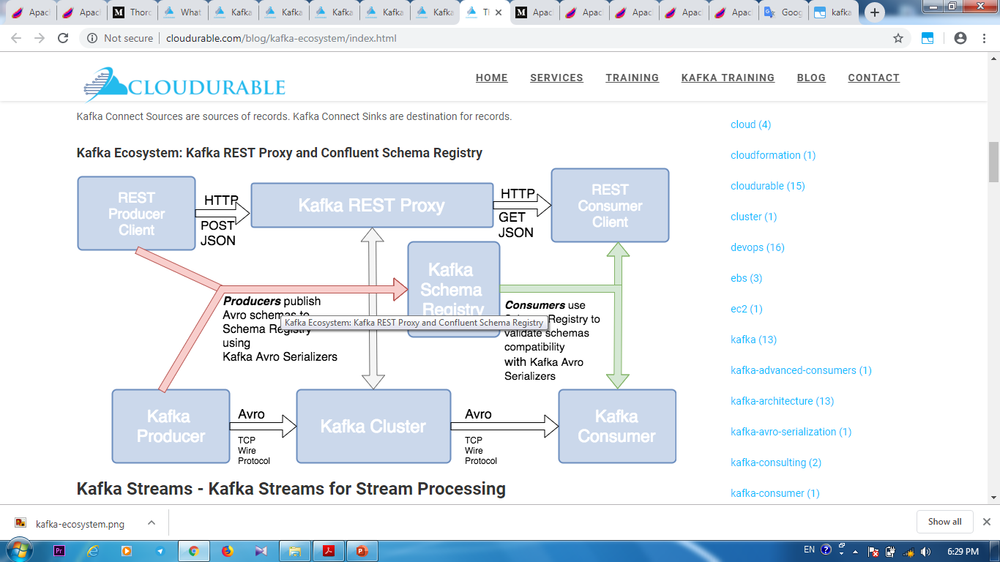 Apac
Apac
Thoro
What
Kafka
Kafka
Kafka
Kafka
Kafka
Th
Apac
Apac
Apac
Apac
Apac
Goog
kafka
Not secure
cloudurable.com/blog/kafka-ecosystem/index.html
CLOUDURABLE
HOME SERVICES TRAINING KAFKA TRAINING BLOG CONTACT
Kafka Connect Sources are sources of records. Kafka Connect Sinks are destination for records.
Kafka Ecosystem: Kafka REST Proxy and Confluent Schema Registry
REST
Producer
Client
HTTP
POST
JSON
Kafka REST Proxy
HTTP
GET
JSON
REST
Consumer
Client
Kafka
Schema
Registry
Producers publish
Avro schemas to
Schema Registry
using
Kafka Avro Serializers
Kafka Ecosystem: Kafka REST Proxy and Confluent Schema Registry
Consumers use
Registry to
validate schemas
compatibility
with Kafka Avro
Serializers
Kafka
Producer
Avro
TCP
Wire
Protocol
Kafka Cluster
Avro
TCP
Wire
Protocol
Kafka
Consumer
Kafka Streams - Kafka Streams for Stream Processing
cloud (4)
cloudformation (1)
cloudurable (15)
cluster (1)
devops (16)
ebs (3)
ec2 (1)
kafka (13)
kafka-advanced-consumers (1)
kafka-architecture (13)
kafka-avro-serialization (1)
kafka-consulting (2)
kafka-consumer (1)
kafka-ecosystem.png
Show all
Pr
EN
6:29 PM